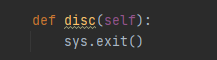 def disc(self):
    sys.exit()